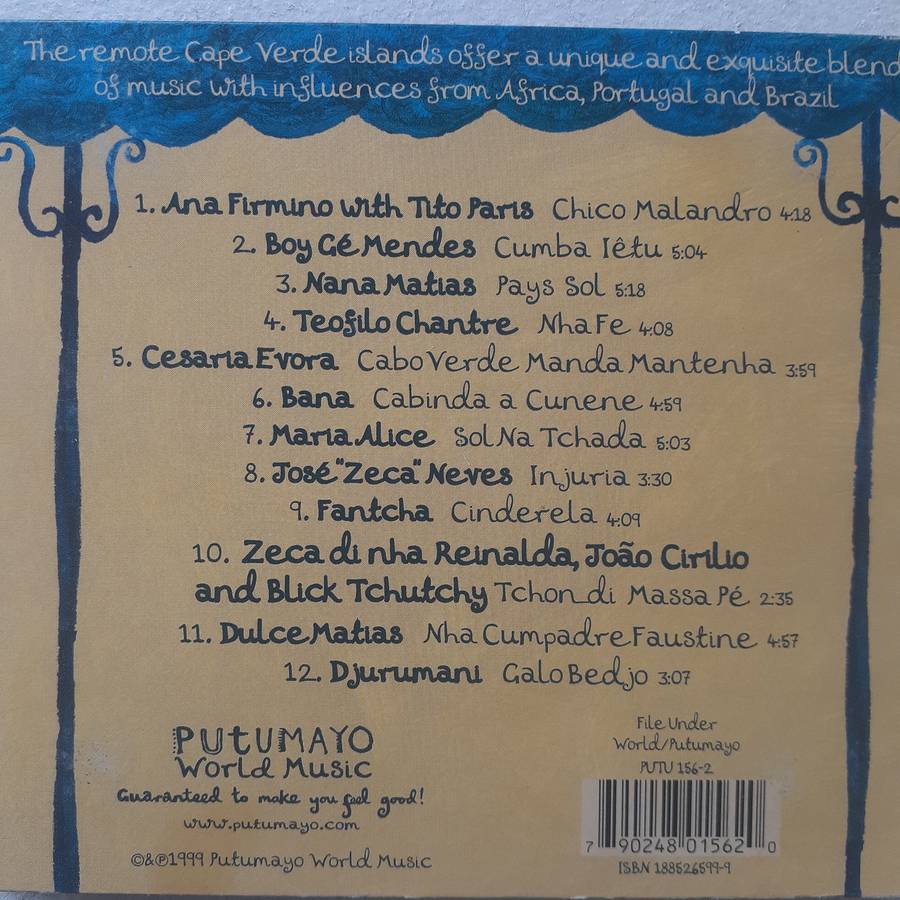 The remote Cape Verde islands offer a unique and exquisite blend
of music with influences from Africa, Portugal and Brazil
1. Ana Firmino with Tito Paris Chico Malandro 4:18
2. Boy Gé Mendes Cumba Iêtu 5:04
3. Nana Matias Pays Sol 5:18
4. Teofilo Chantre Nha Fe 4:08
5. Cesaria Evora Cabo Verde Manda Mantenha 3:59
6. Bana Cabinda a Cunene 4:59
7. Maria Alice Sol Na Tchada 5:03
8. José "Zeca" Neves Injuria 3:30
9. Fantcha Cinderela 4:09
10. Zeca di nha Reinalda, João Cirilio
and Blick Tchutchy Tchon di Massa Pé 2:35
11. Dulce Matias Nha Cumpadre Faustine 4:57
12. Djurumani Galo Bedjo 3:07
PUTUMAYO
World Music
Guaranteed to make you feel good!
www.putumayo.com
©&℗1999 Putumayo World Music
File Under
World/Putumayo
PUTU 156-2
7 90248 01562 0
ISBN 188526599-9